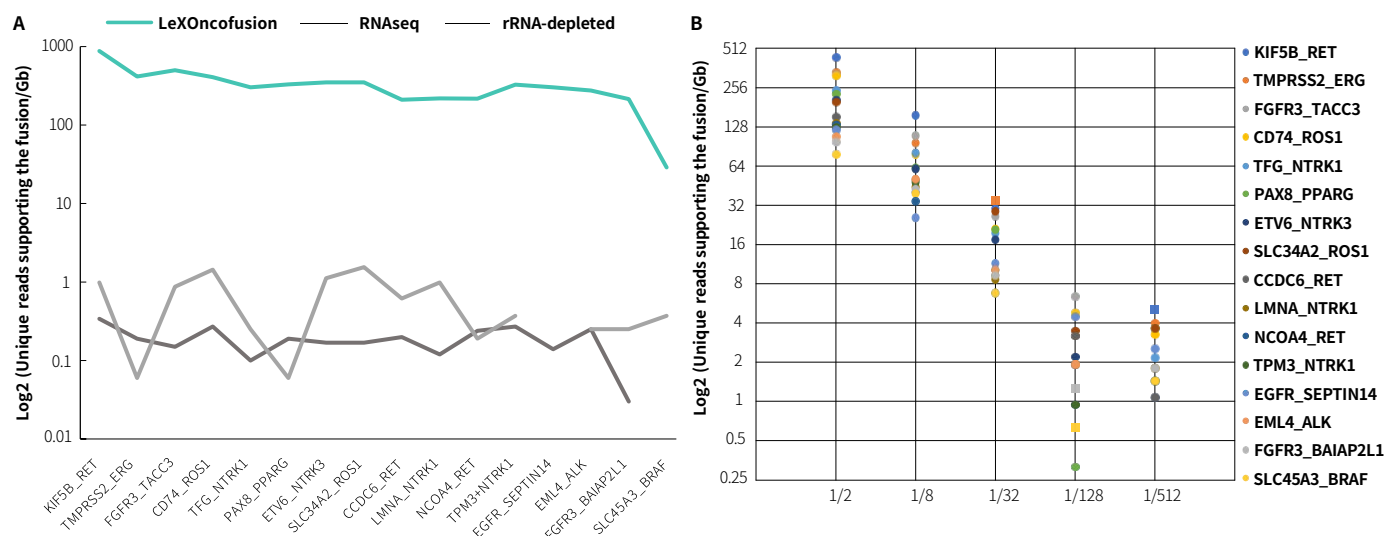 A
LeXOncofusion RNAseq rRNA-depleted
Log2 (Unique reads supporting the fusion/Gb)
1000
100
10
1
0.1
0.01
KIF5B_RET
TMPRSS2_ERG
FGFR3_TACC3
CD74_ROS1
TFG_NTRK1
PAX8_PPARG
ETV6_NTRK3
SLC34A2_ROS1
CCDC6_RET
LMNA_NTRK1
NCOA4_RET
TPM3+NTRK1
EGFR_SEPTIN14
EML4_ALK
FGFR3_BAIAP2L1
SLC45A3_BRAF
B
Log2 (Unique reads supporting the fusion/Gb)
512
256
128
64
32
16
8
4
2
1
0.5
0.25
1/2
1/8
1/32
1/128
1/512
KIF5B_RET
TMPRSS2_ERG
FGFR3_TACC3
CD74_ROS1
TFG_NTRK1
PAX8_PPARG
ETV6_NTRK3
SLC34A2_ROS1
CCDC6_RET
LMNA_NTRK1
NCOA4_RET
TPM3_NTRK1
EGFR_SEPTIN14
EML4_ALK
FGFR3_BAIAP2L1
SLC45A3_BRAF